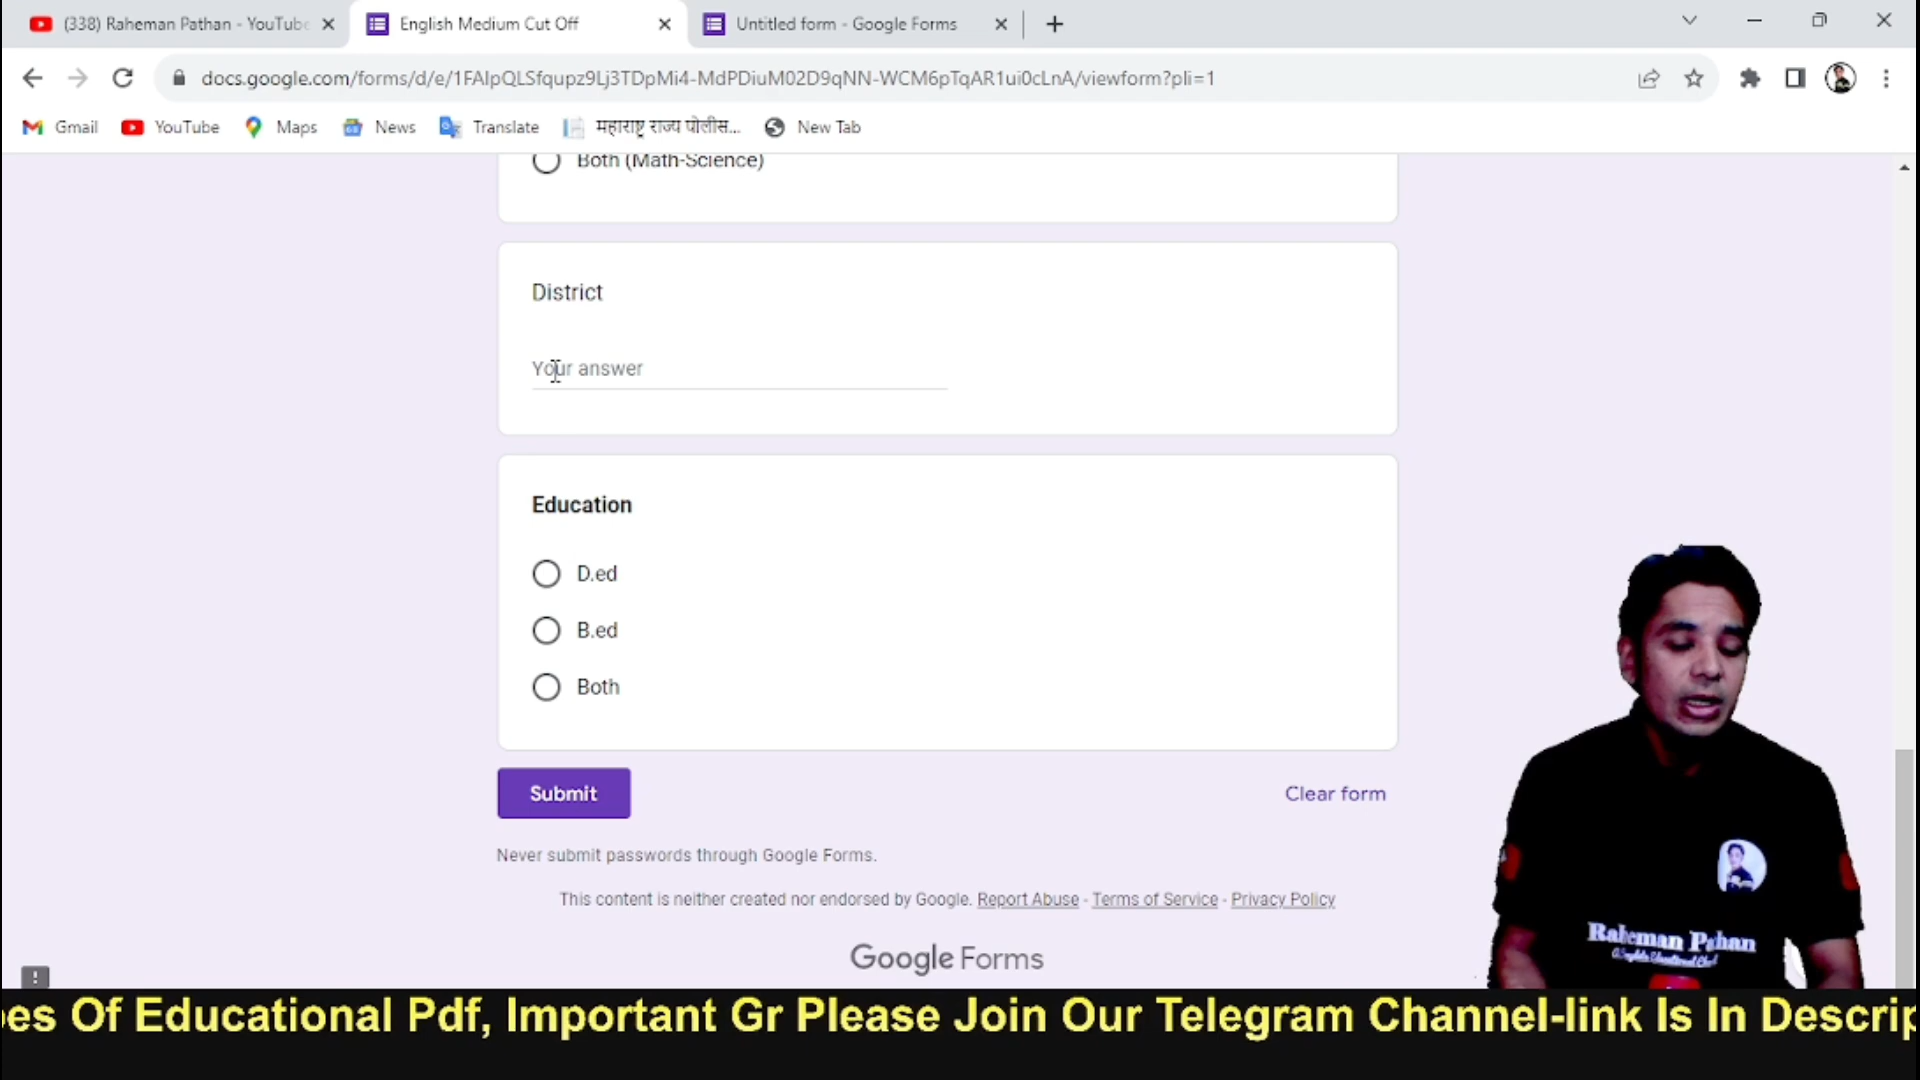 (338) Raheman Pathan - YouTube
English Medium Cut Off
Untitled form - Google Forms
docs.google.com/forms/d/e/1FAIpQLSfqupz9Lj3TDpMi4-MdPDiuM02D9qNN-WCM6pTqAR1ui0cLnA/viewform?pli=1
Gmail
YouTube
Maps
News
Translate
महाराष्ट्र राज्य पोलीस...
New Tab
Both (Math-Science)
District
Your answer
Education
D.ed
B.ed
Both
Submit
Clear form
Never submit passwords through Google Forms.
This content is neither created nor endorsed by Google. Report Abuse - Terms of Service - Privacy Policy
Google Forms
Raheman Pathan
es Of Educational Pdf, Important Gr Please Join Our Telegram Channel-link Is In Descrip